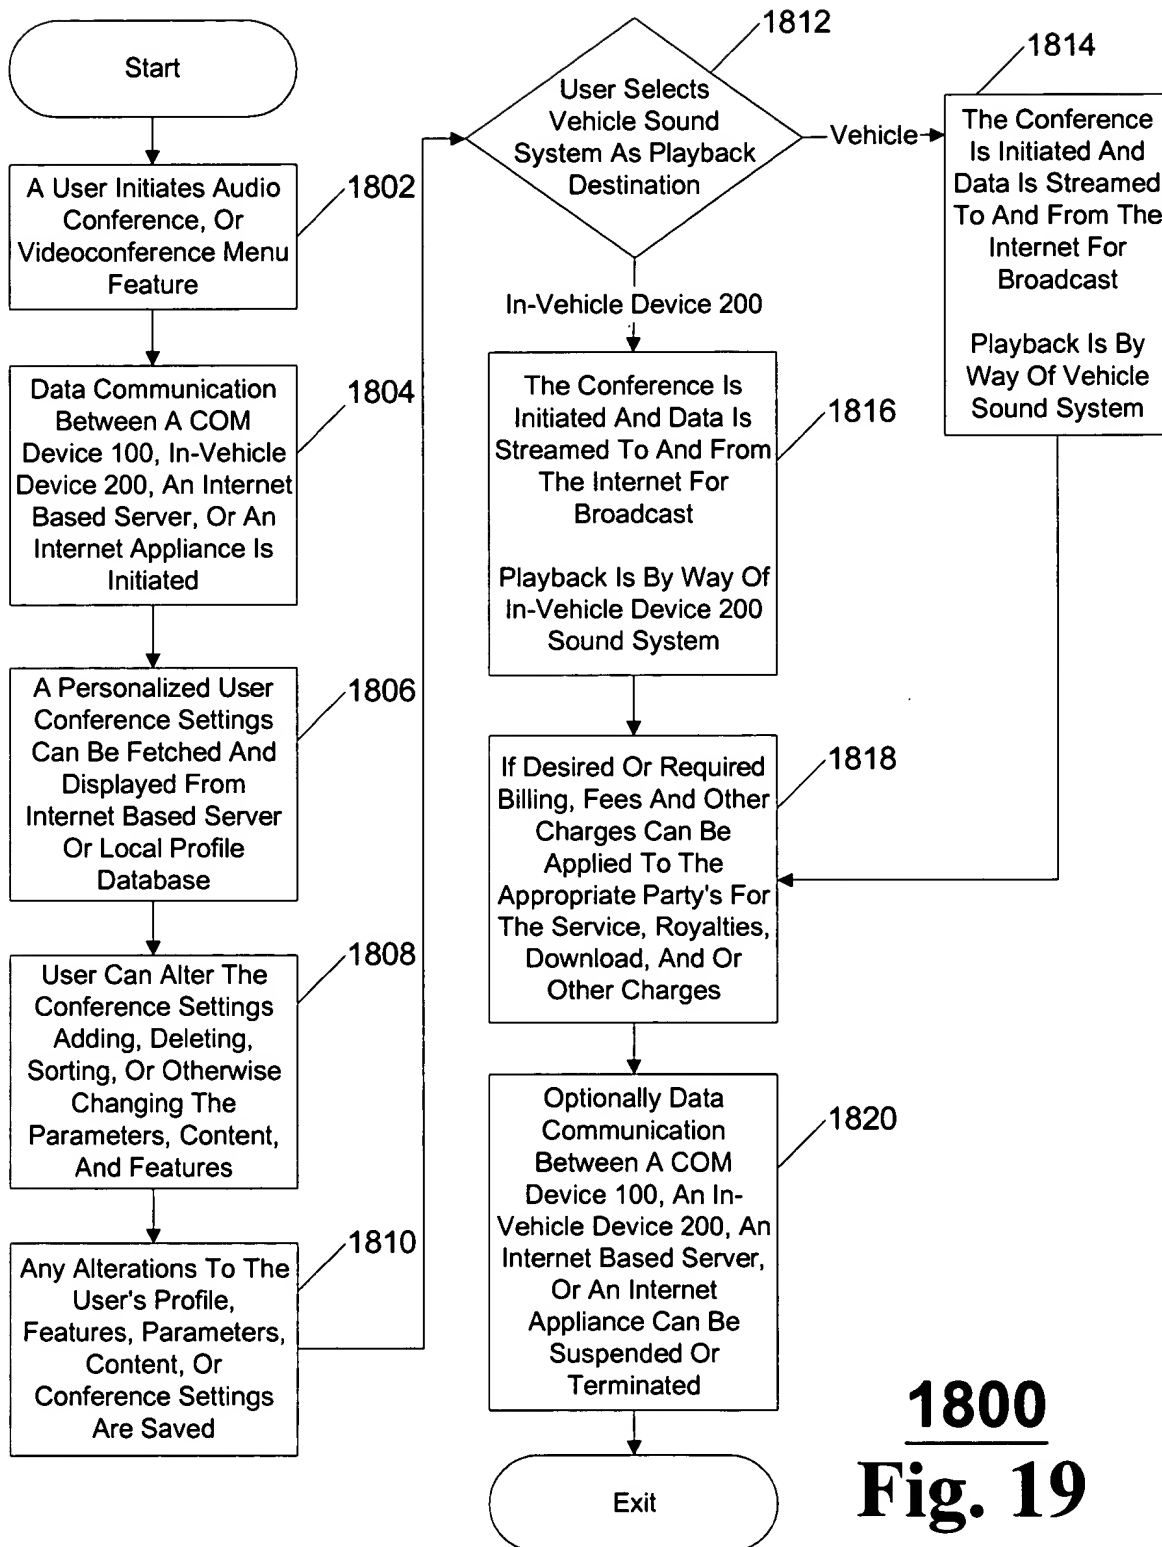 Start
A User Initiates Audio
Conference, Or
Videoconference Menu
Feature
1802
Data Communication
Between A COM
Device 100, In-Vehicle
Device 200, An Internet
Based Server, Or An
Internet Appliance Is
Initiated
1804
A Personalized User
Conference Settings
Can Be Fetched And
Displayed From
Internet Based Server
Or Local Profile
Database
1806
User Can Alter The
Conference Settings
Adding, Deleting,
Sorting, Or Otherwise
Changing The
Parameters, Content,
And Features
1808
Any Alterations To The
User's Profile,
Features, Parameters,
Content, Or
Conference Settings
Are Saved
1810
User Selects
Vehicle Sound
System As Playback
Destination
1812
Vehicle
In-Vehicle Device 200
The Conference
Is Initiated And
Data Is Streamed
To And From The
Internet For
Broadcast
Playback Is By
Way Of Vehicle
Sound System
1814
The Conference Is
Initiated And Data Is
Streamed To And From
The Internet For
Broadcast
Playback Is By Way Of
In-Vehicle Device 200
Sound System
1816
If Desired Or Required
Billing, Fees And Other
Charges Can Be
Applied To The
Appropriate Party's For
The Service, Royalties,
Download, And Or
Other Charges
1818
Optionally Data
Communication
Between A COM
Device 100, An In-
Vehicle Device 200, An
Internet Based Server,
Or An Internet
Appliance Can Be
Suspended Or
Terminated
1820
Exit
1800
Fig. 19